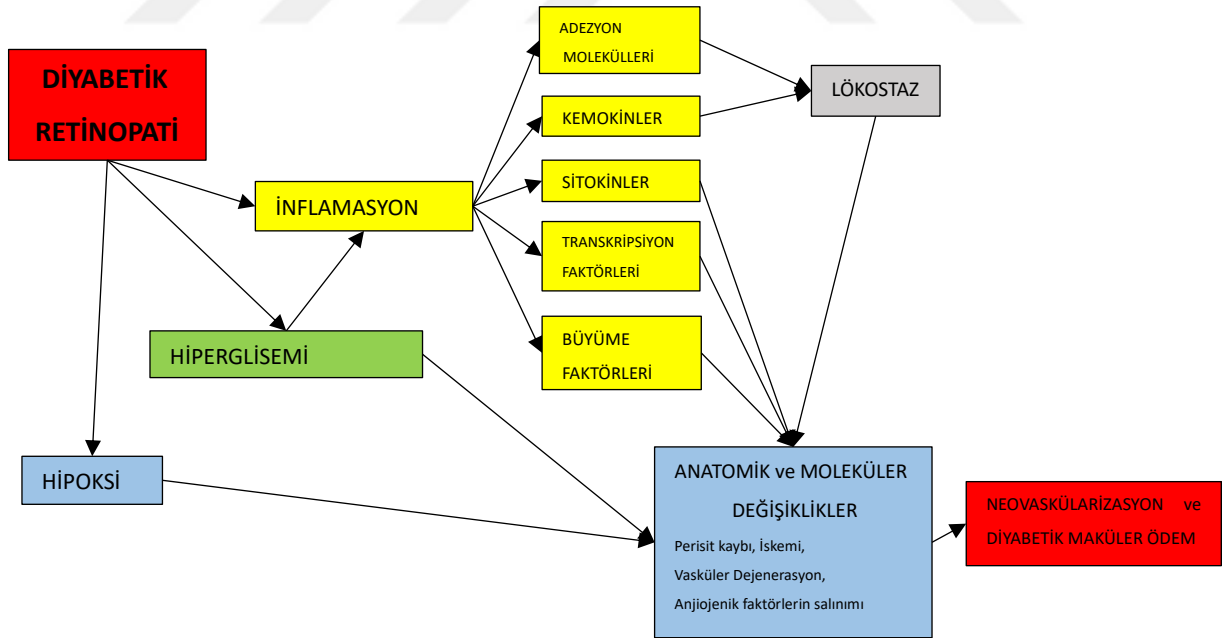 DİYABETİK
RETİNOPATİ
İNFLAMASYON
HİPERGLİSEMİ
HİPOKSİ
ADEZYON
MOLEKÜLLERİ
KEMOKİNLER
SİTOKİNLER
TRANSKRİPSİYON
FAKTÖRLERİ
BÜYÜME
FAKTÖRLERİ
LÖKOSTAZ
ANATOMİK ve MOLEKÜLER
DEĞİŞİKLİKLER
Perisit kaybı, İskemi,
Vasküler Dejenerasyon,
Anjiojenik faktörlerin salınımı
NEOVASKÜLARİZASYON ve
DİYABETİK MAKÜLER ÖDEM